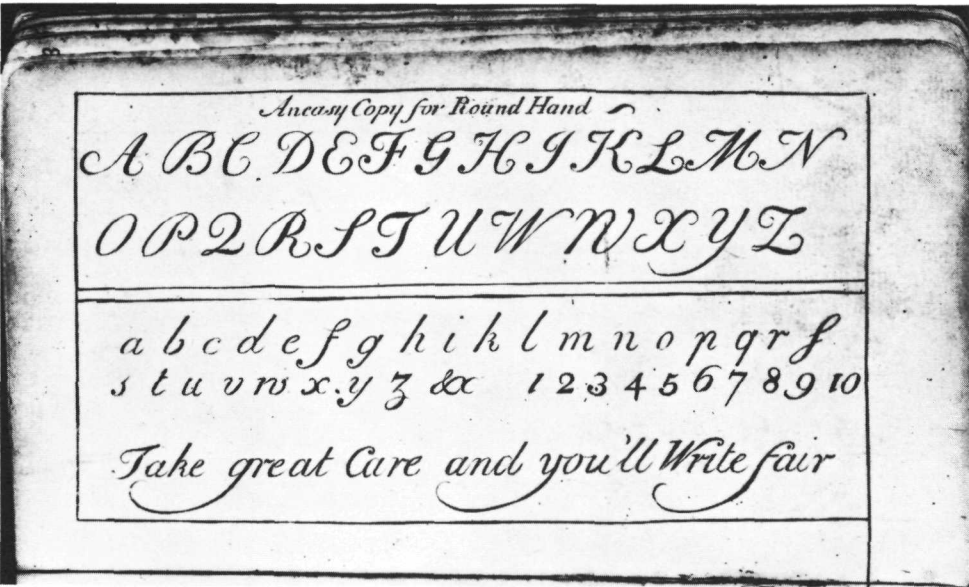 An easy Copy for Round Hand
A B C D E F G H I K L M N
O P Q R S T U W W X Y Z
a b c d e f g h i k l m n o p q r ſ
s t u v w x y z &c 1 2 3 4 5 6 7 8 9 10
Take great Care and you'll Write fair